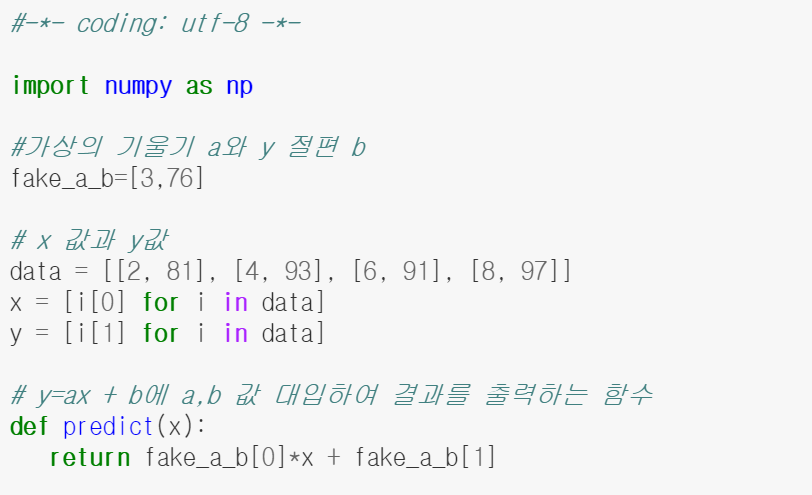 #-*- coding: utf-8 -*-
import numpy as np
#가상의 기울기 a와 y 절편 b
fake_a_b=[3,76]
# x 값과 y값
data = [[2, 81], [4, 93], [6, 91], [8, 97]]
x = [i[0] for i in data]
y = [i[1] for i in data]
# y=ax + b에 a,b 값 대입하여 결과를 출력하는 함수
def predict(x):
   return fake_a_b[0]*x + fake_a_b[1]